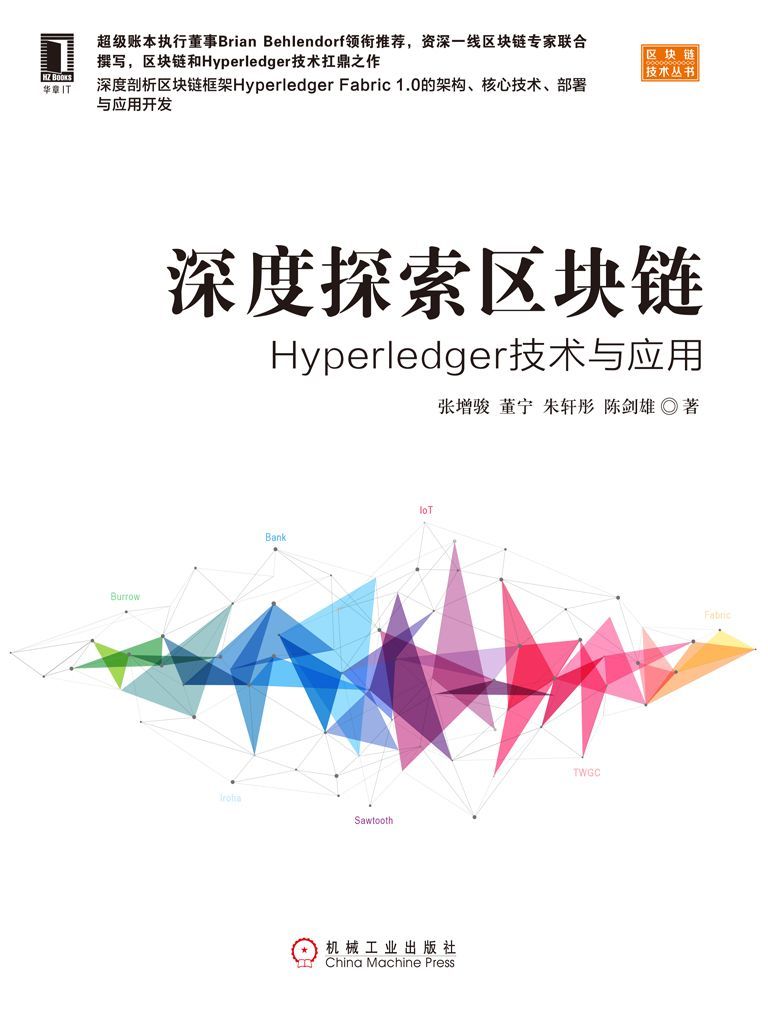 HZ BOOKS
华章IT
超级账本执行董事Brian Behlendorf领衔推荐，资深一线区块链专家联合
撰写，区块链和Hyperledger技术扛鼎之作
深度剖析区块链框架Hyperledger Fabric 1.0的架构、核心技术、部署
与应用开发
区块链
技术丛书
深度探索区块链
Hyperledger技术与应用
张增骏 董宁 朱轩彤 陈剑雄◎著
IoT
Bank
Burrow
Fabric
TWGC
Irofra
Sawtooth
机械工业出版社
China Machine Press